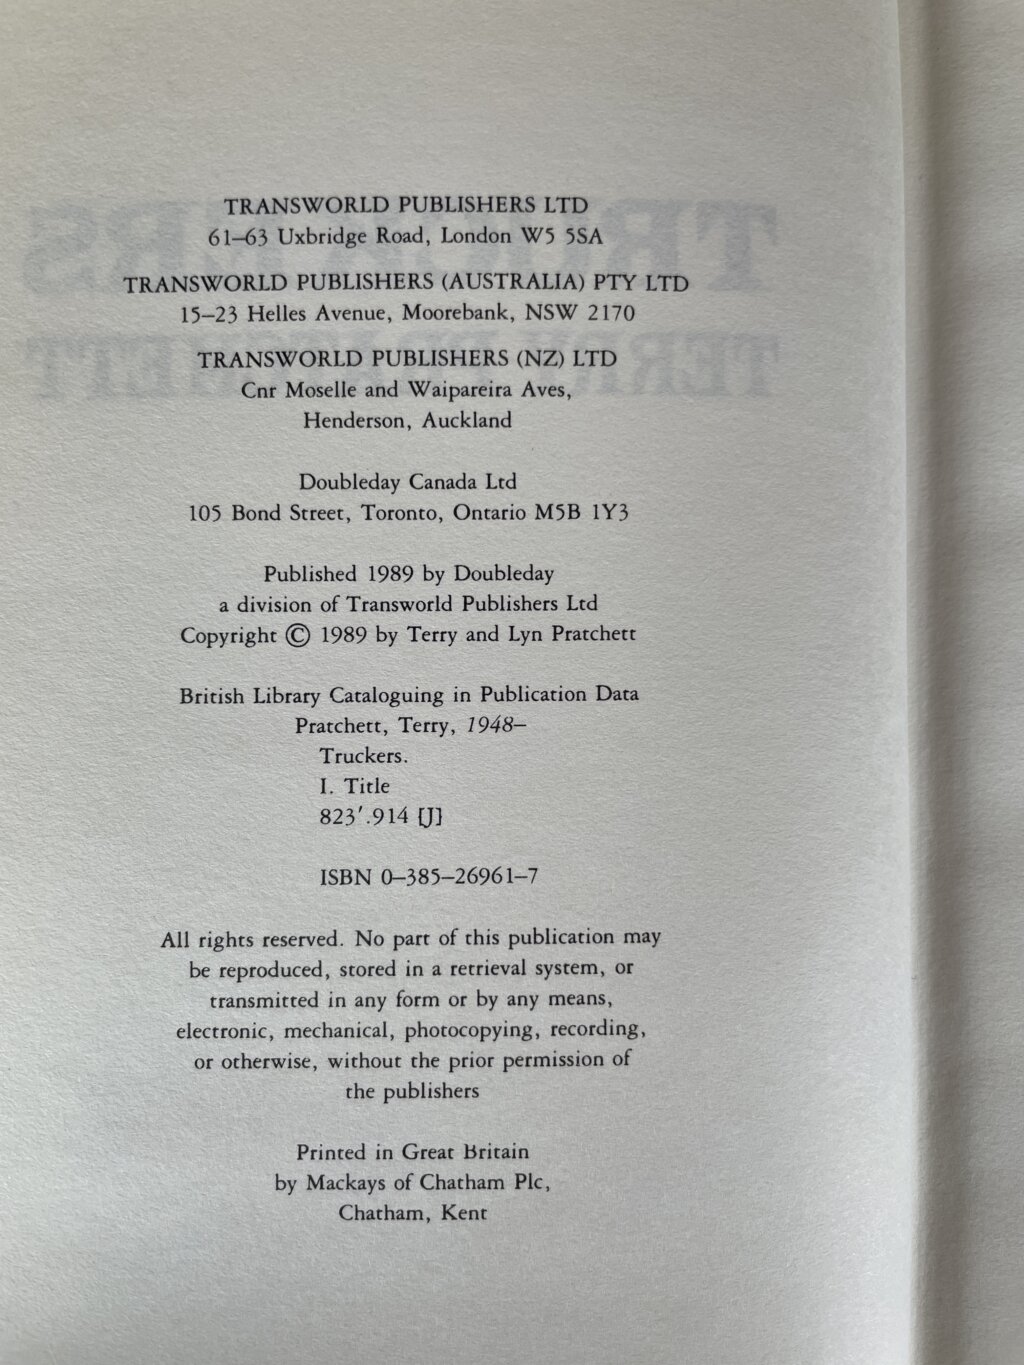 TRANSWORLD PUBLISHERS LTD
61–63 Uxbridge Road, London W5 5SA
TRANSWORLD PUBLISHERS (AUSTRALIA) PTY LTD
15–23 Helles Avenue, Moorebank, NSW 2170
TRANSWORLD PUBLISHERS (NZ) LTD
Cnr Moselle and Waipareira Aves,
Henderson, Auckland
Doubleday Canada Ltd
105 Bond Street, Toronto, Ontario M5B 1Y3
Published 1989 by Doubleday
a division of Transworld Publishers Ltd
Copyright © 1989 by Terry and Lyn Pratchett
British Library Cataloguing in Publication Data
Pratchett, Terry, 1948–
Truckers.
I. Title
823′.914 [J]
ISBN 0–385–26961–7
All rights reserved. No part of this publication may
be reproduced, stored in a retrieval system, or
transmitted in any form or by any means,
electronic, mechanical, photocopying, recording,
or otherwise, without the prior permission of
the publishers
Printed in Great Britain
by Mackays of Chatham Plc,
Chatham, Kent